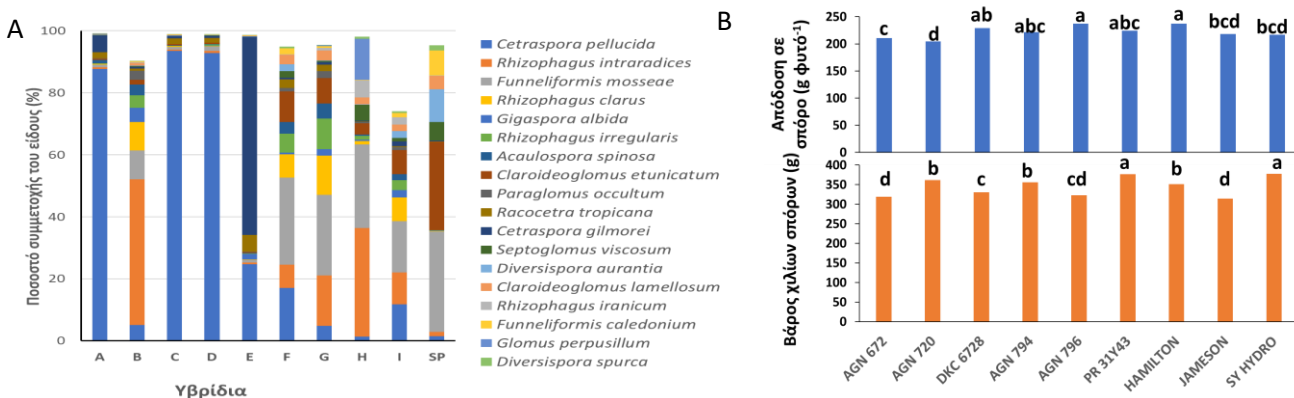 A
Ποσοστό συμμετοχής του είδους (%)
100
80
60
40
20
0
A B C D E F G H I SP
Υβρίδια
Cetraspora pellucida
Rhizophagus intraradices
Funneliformis mosseae
Rhizophagus clarus
Gigaspora albida
Rhizophagus irregularis
Acaulospora spinosa
Claroideoglomus etunicatum
Paraglomus occultum
Racocetra tropicana
Cetraspora gilmorei
Septoglomus viscosum
Diversispora aurantia
Claroideoglomus lamellosum
Rhizophagus iranicum
Funneliformis caledonium
Glomus perpusillum
Diversispora spurca
B
Απόδοση σε
σπόρο (g φυτό-1)
250
200
150
100
50
0
c d ab abc a abc a bcd bcd
Βάρος χιλίων σπόρων (g)
400
350
300
250
200
150
100
50
0
d b c b cd a b d a
AGN 672
AGN 720
DKC 6728
AGN 794
AGN 796
PR 31Y43
HAMILTON
JAMESON
SY HYDRO